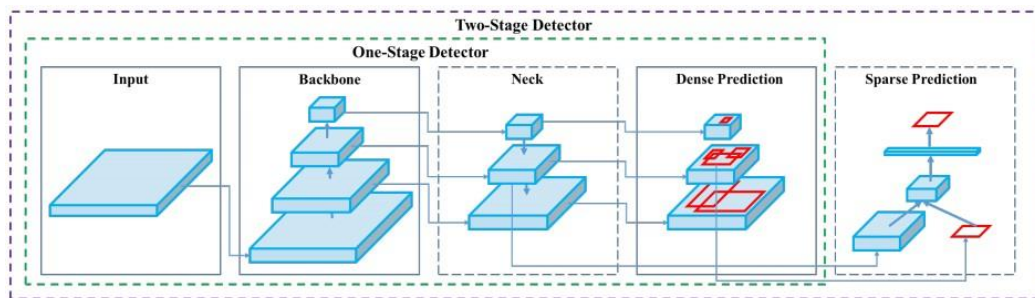 Two-Stage Detector
One-Stage Detector
Input
Backbone
Neck
Dense Prediction
Sparse Prediction